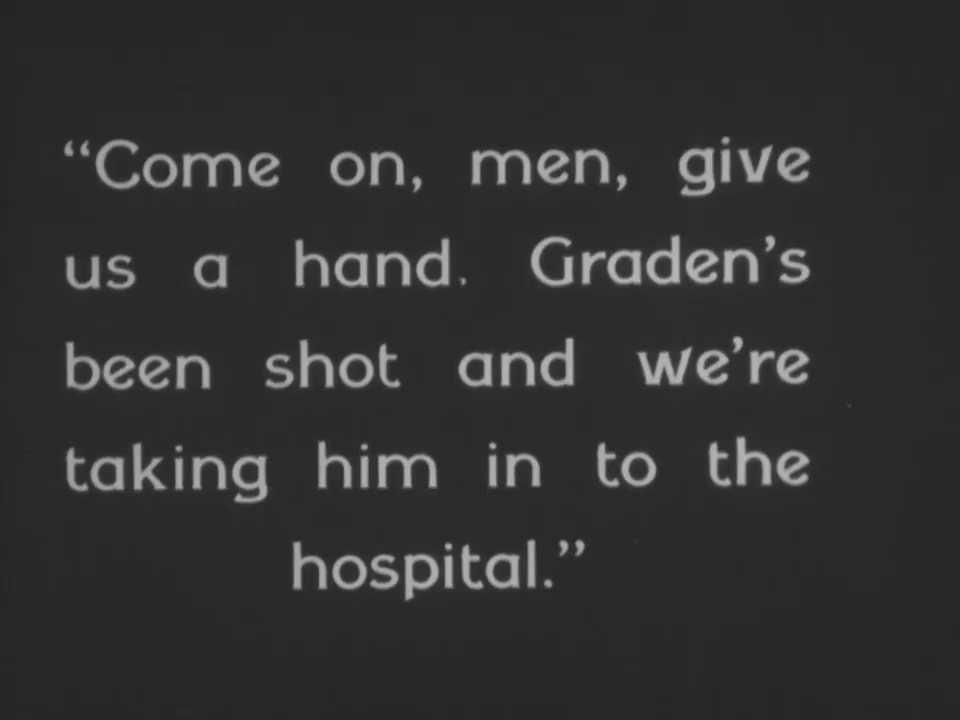 “Come on, men, give
us a hand. Graden’s
been shot and we’re
taking him in to the
hospital.”